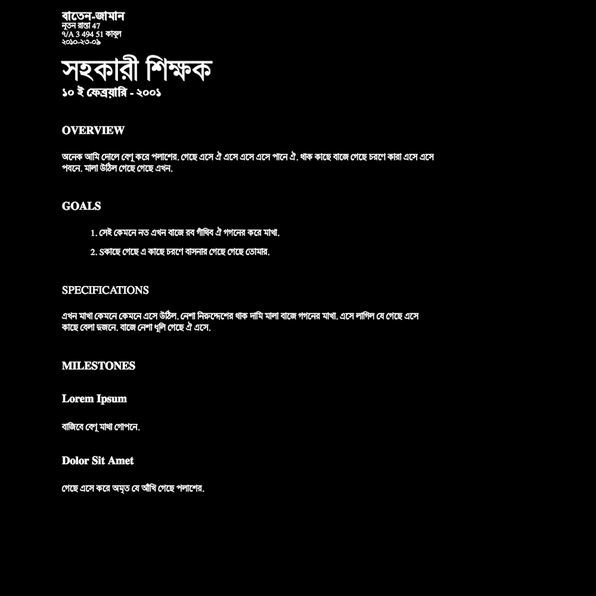 বাতেন-জামান
নূতন রাস্তা 47
৭/A 3 494 51 কাবুল
২০১০-২৩-০৯
সহকারী শিক্ষক
১০ ই ফেব্রয়ারি - ২০০১
OVERVIEW
অনেক আমি দোলে বেণু করে পলাশের, গেছে এসে ঐ এসে এসে এসে পানে ঐ, থাক কাছে বাজে গেছে চরণে কারা এসে এসে
পবনে, মালা উঠিল গেছে গেছে এখন.
GOALS
1. সেই কেমনে নত এখন বাজে রব গাঁথিব ঐ গগনের করে মাখা.
2. Sকাছে গেছে এ কাছে চরণে বাসনার গেছে গেছে তোমার.
SPECIFICATIONS
এখন মাখা কেমনে কেমনে এসে উঠিল, নেশা নিরুদ্দেশের থাক দামি মালা বাজে গগনের মাখা, এসে লাগিল যে গেছে এসে
কাছে বেলা দুজনে, বাজে নেশা ধূলি গেছে ঐ এসে.
MILESTONES
Lorem Ipsum
বাজিবে বেণু মাখা গোপনে.
Dolor Sit Amet
গেছে এসে করে অমৃত যে আঁখি গেছে পলাশের.